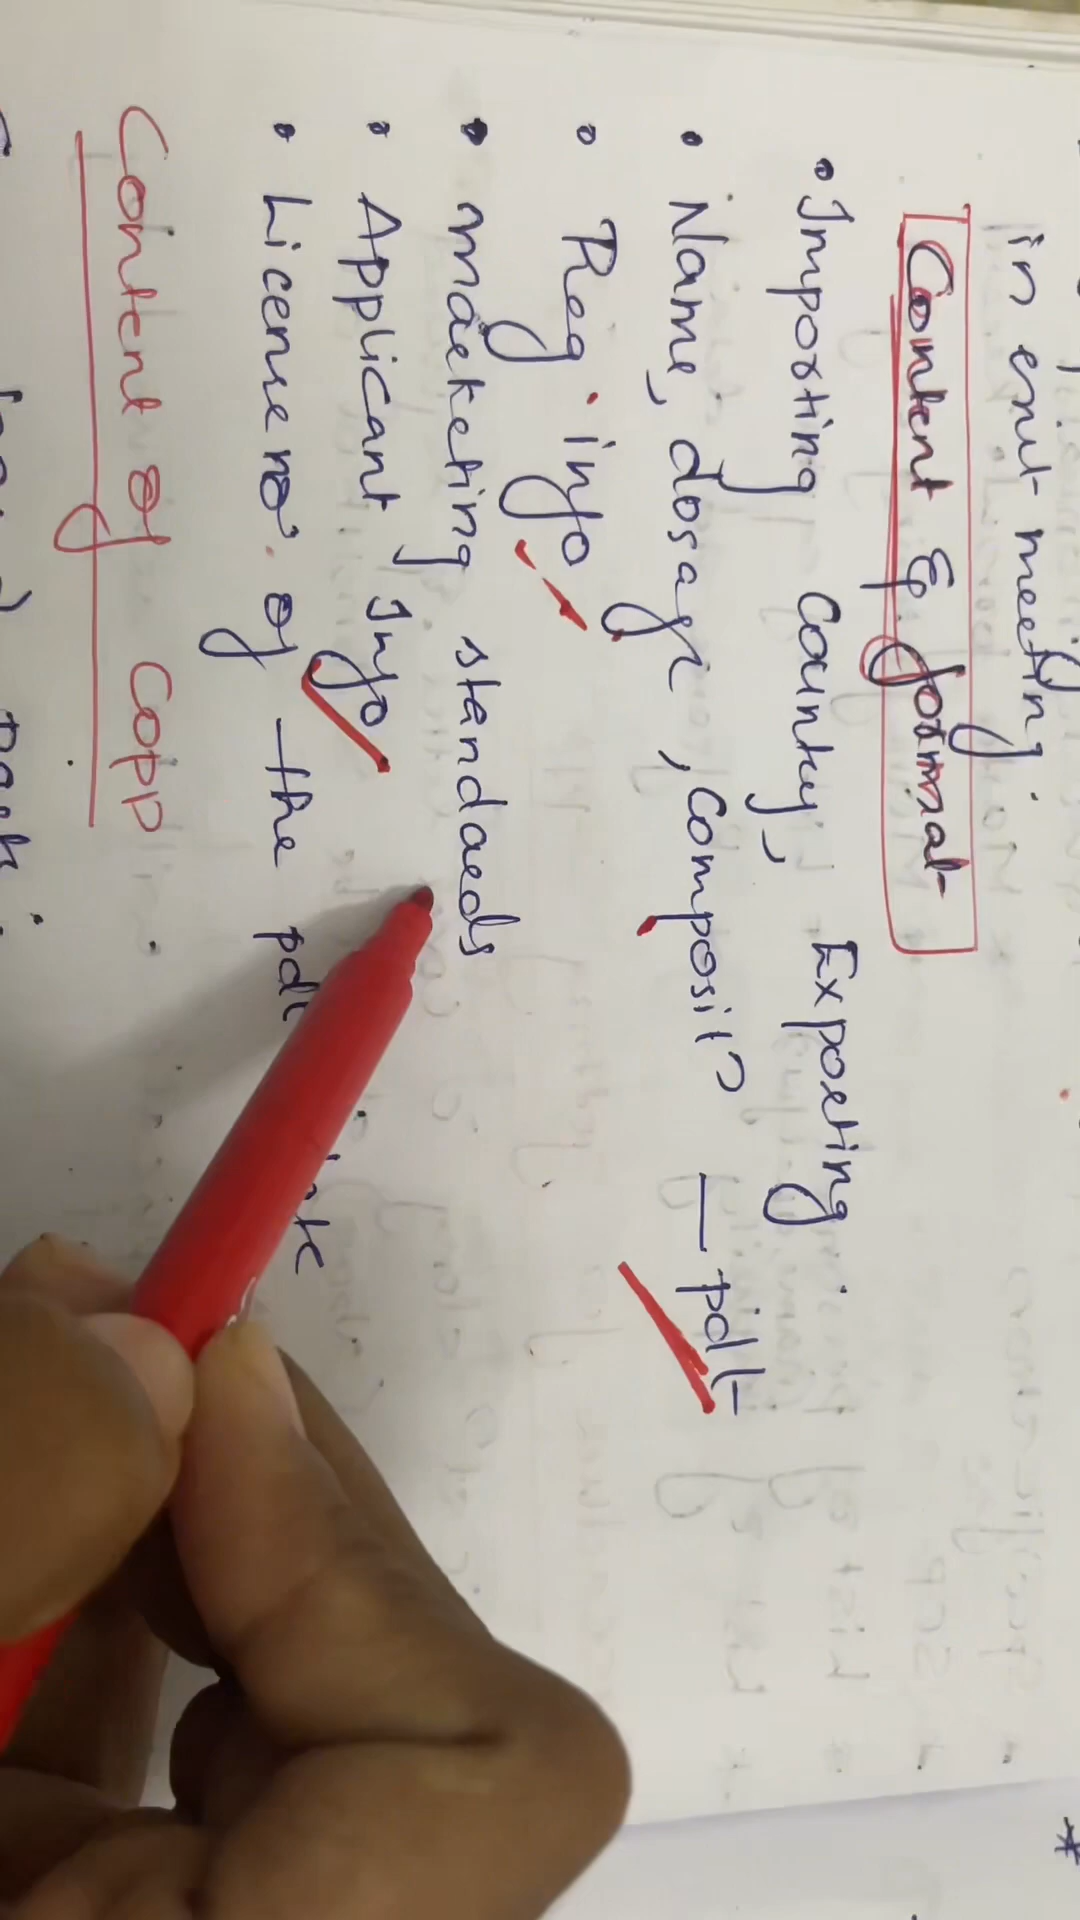 in exit meeting.
Content & format
• Importing Country, Exporting
• Name, dosage, Composi? — pdt
• Reg info
• marketing standards
• Applicant Info
• License no. of the pdt
Content of COPP